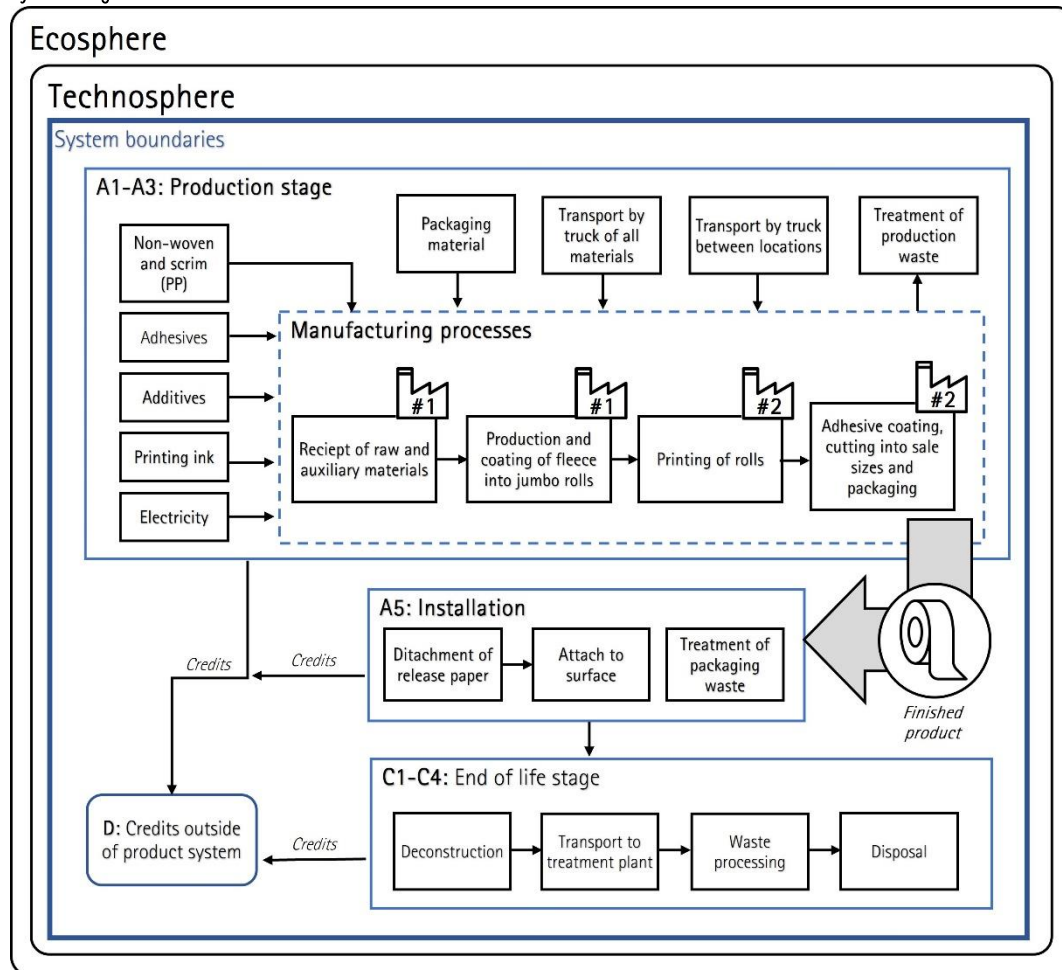 Ecosphere
Technosphere
System boundaries
A1-A3: Production stage
Non-woven
and scrim
(PP)
Packaging
material
Transport by
truck of all
materials
Transport by truck
between locations
Treatment of
production
waste
Adhesives
Additives
Printing ink
Electricity
Manufacturing processes
#1
#1
#2
#2
Reciept of raw and
auxiliary materials
Production and
coating of fleece
into jumbo rolls
Printing of rolls
Adhesive coating,
cutting into sale
sizes and
packaging
A5: Installation
Ditachment of
release paper
Attach to
surface
Treatment of
packaging
waste
Credits
Credits
Finished
product
C1-C4: End of life stage
Deconstruction
Transport to
treatment plant
Waste
processing
Disposal
D: Credits outside
of product system
Credits